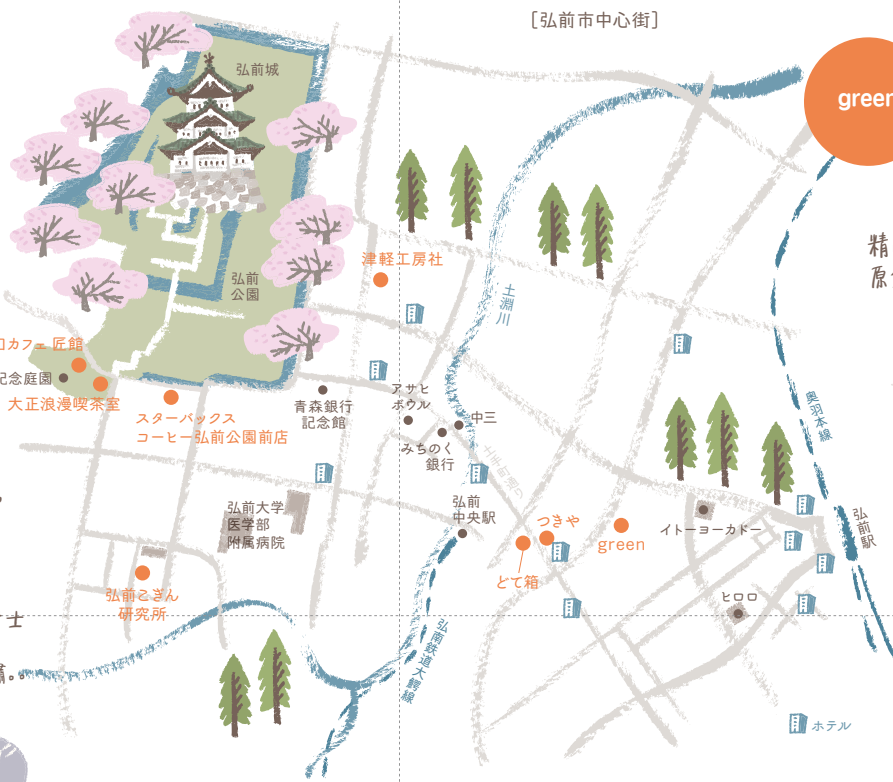 [弘前市中心街]
弘前城
green
精
原
津軽工房社
弘前
公園
土淵川
カフェ 匠館
記念庭園
大正浪漫喫茶室
スターバックス
コーヒー弘前公園前店
青森銀行
記念館
アサヒ
ボウル
中三
みちのく
銀行
土手町通り
奥羽本線
弘前大学
医学部
附属病院
弘前
中央駅
つきや
green
イトーヨーカドー
弘前駅
どて箱
弘前こぎん
研究所
ヒロロ
士
弘南鉄道大鰐線
ホテル